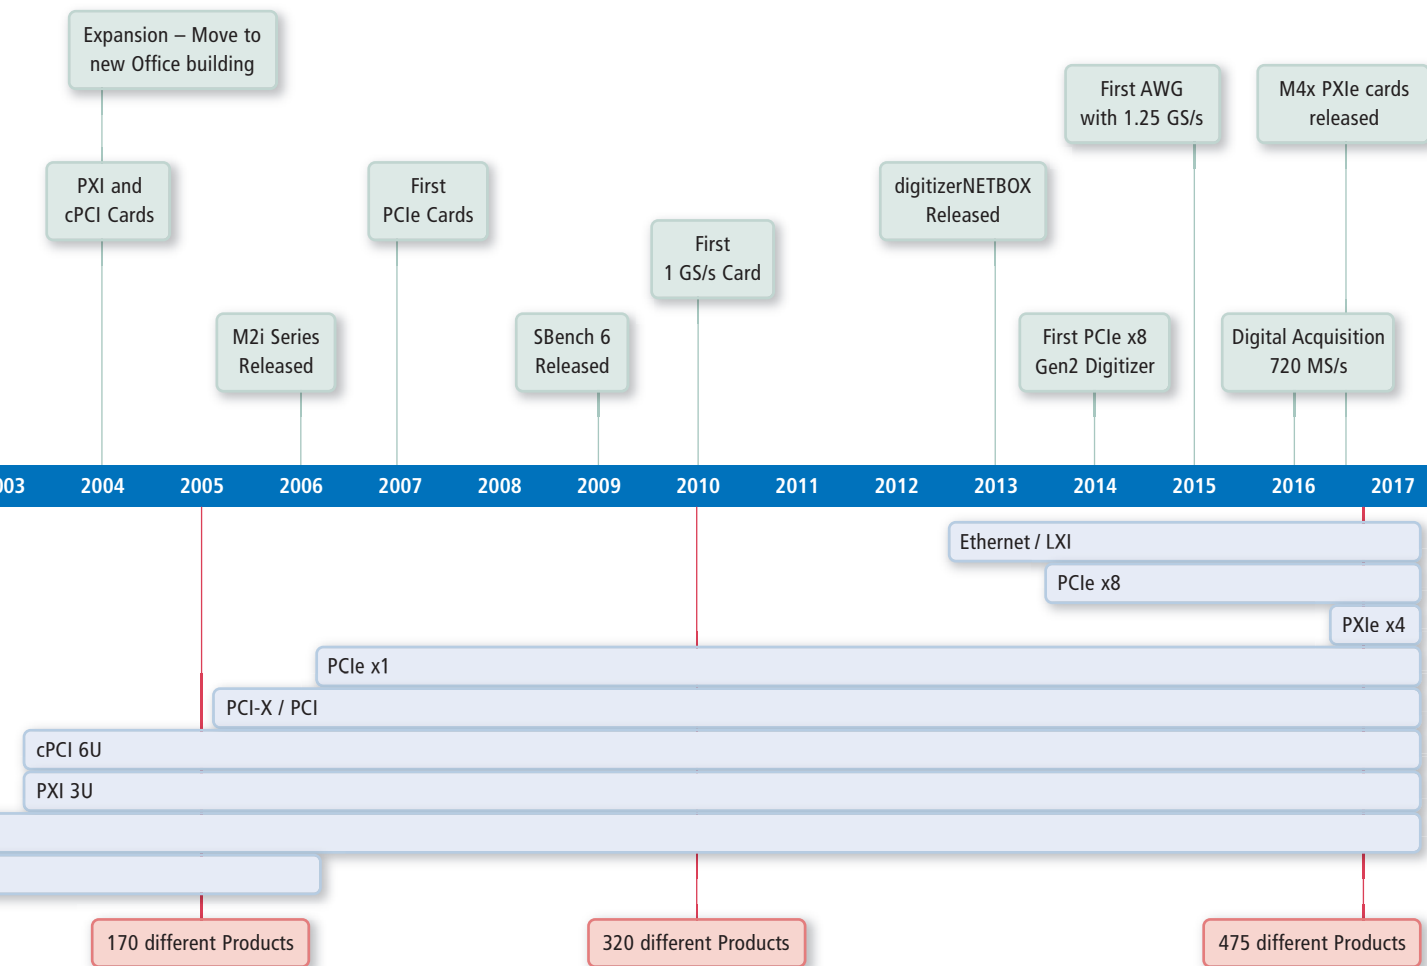 Expansion – Move to
new Office building
First AWG
with 1.25 GS/s
M4x PXIe cards
released
PXI and
cPCI Cards
First
PCIe Cards
digitizerNETBOX
Released
First
1 GS/s Card
M2i Series
Released
SBench 6
Released
First PCIe x8
Gen2 Digitizer
Digital Acquisition
720 MS/s
003 2004 2005 2006 2007 2008 2009 2010 2011 2012 2013 2014 2015 2016 2017
Ethernet / LXI
PCIe x8
PXIe x4
PCIe x1
PCI-X / PCI
cPCI 6U
PXI 3U
170 different Products
320 different Products
475 different Products